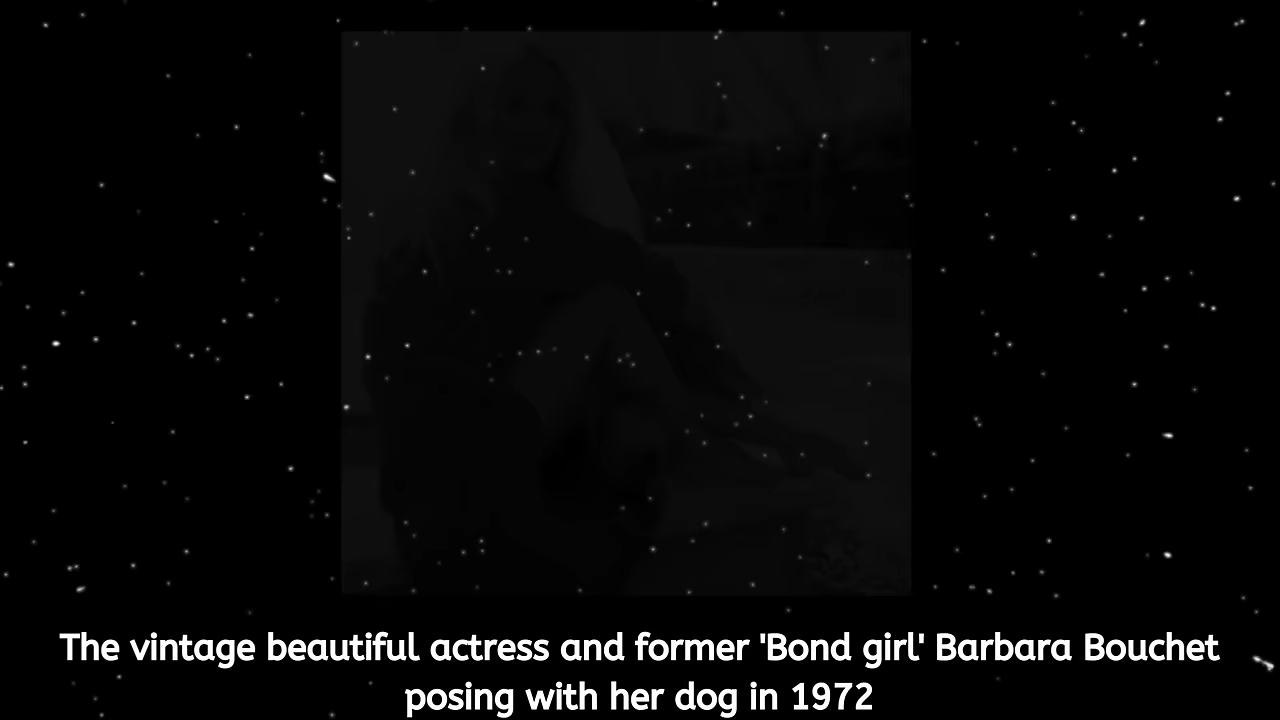 The vintage beautiful actress and former 'Bond girl' Barbara Bouchet
posing with her dog in 1972